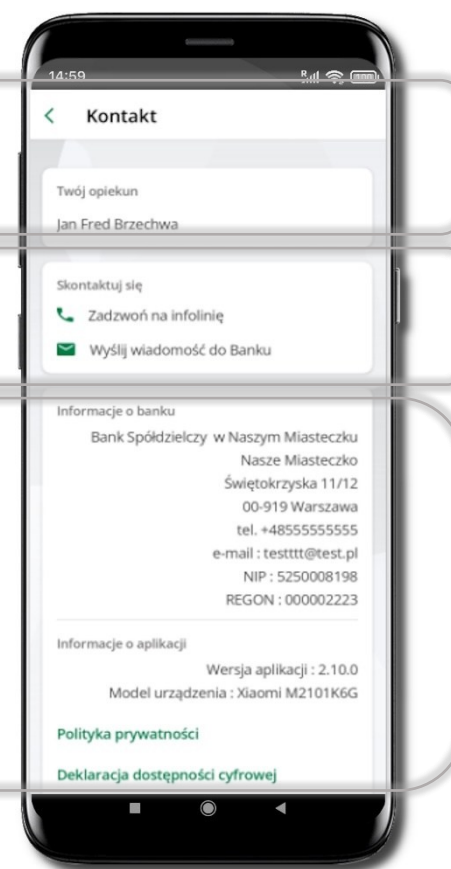 14:59
Kontakt
Twój opiekun
Jan Fred Brzechwa
Skontaktuj się
Zadzwoń na infolinię
Wyślij wiadomość do Banku
Informacje o banku
Bank Spółdzielczy w Naszym Miasteczku
Nasze Miasteczko
Świętokrzyska 11/12
00-919 Warszawa
tel. +48555555555
e-mail : testttt@test.pl
NIP : 5250008198
REGON : 000002223
Informacje o aplikacji
Wersja aplikacji : 2.10.0
Model urządzenia : Xiaomi M2101K6G
Polityka prywatności
Deklaracja dostępności cyfrowej